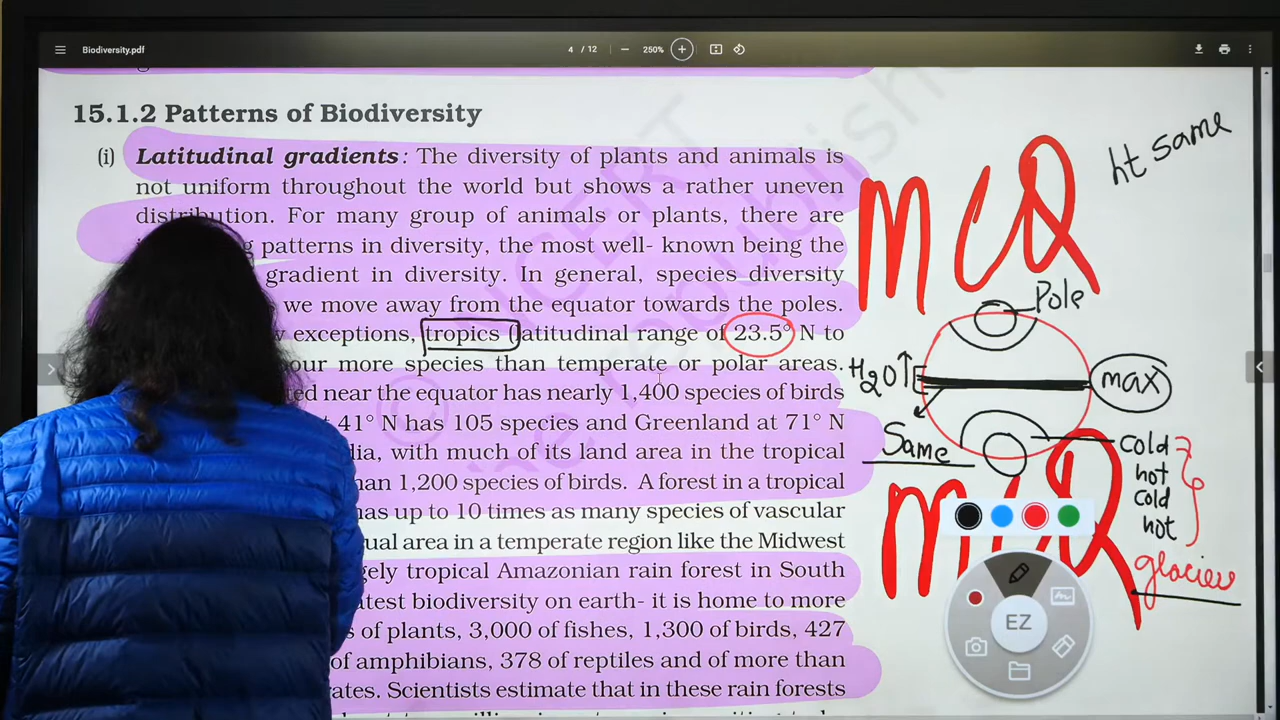 Biodiversity.pdf
4 / 12
250%
15.1.2 Patterns of Biodiversity
(i) Latitudinal gradients : The diversity of plants and animals is
not uniform throughout the world but shows a rather uneven
distribution. For many group of animals or plants, there are
patterns in diversity, the most well- known being the
gradient in diversity. In general, species diversity
we move away from the equator towards the poles.
exceptions, tropics (latitudinal range of 23.5° N to
our more species than temperate or polar areas.
ted near the equator has nearly 1,400 species of birds
41° N has 105 species and Greenland at 71° N
dia, with much of its land area in the tropical
han 1,200 species of birds. A forest in a tropical
has up to 10 times as many species of vascular
ual area in a temperate region like the Midwest
gely tropical Amazonian rain forest in South
est biodiversity on earth- it is home to more
s of plants, 3,000 of fishes, 1,300 of birds, 427
of amphibians, 378 of reptiles and of more than
rates. Scientists estimate that in these rain forests
MCQ
ht same
Pole
H2O↑
max
Same
cold
hot
cold
hot
MCQ
glacier
EZ